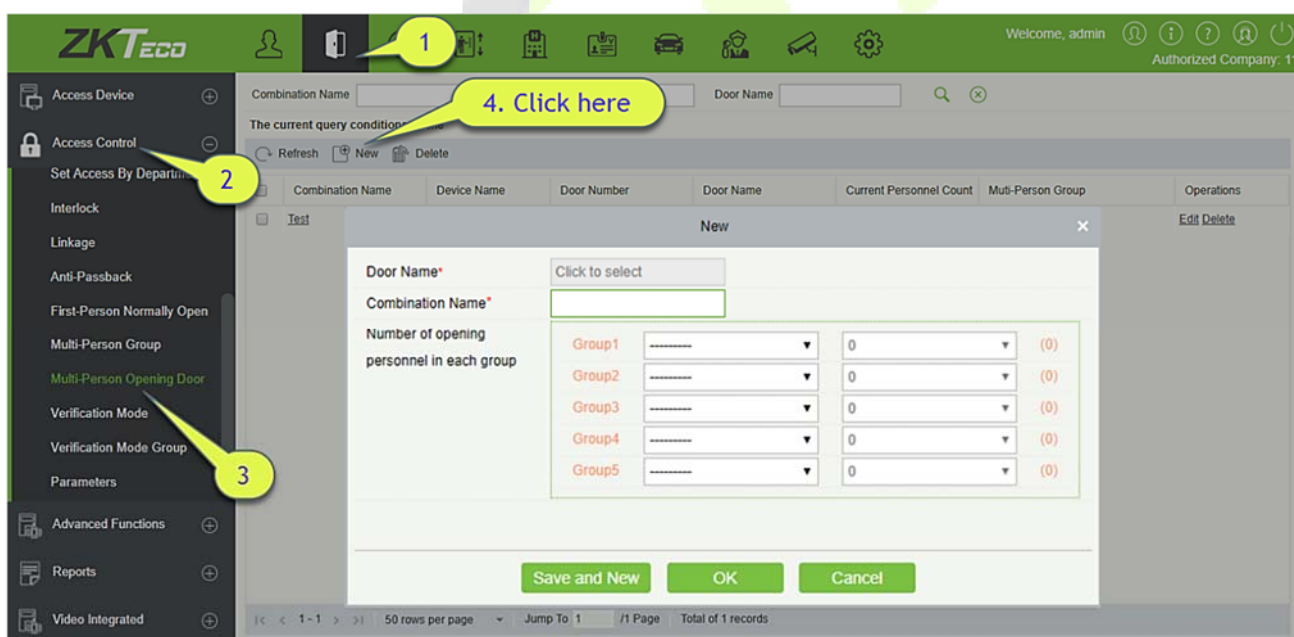 ZKTECO
1
Welcome, admin
Authorized Company: 1
Access Device
Combination Name
Door Name
4. Click here
The current query conditions
Access Control
Refresh New Delete
Set Access By
2
Combination Name Device Name Door Number Door Name Current Personnel Count Muti-Person Group Operations
Interlock
Test
Edit Delete
New
Linkage
Door Name* Click to select
Anti-Passback
Combination Name*
First-Person Normally Open
Number of opening
personnel in each group
Group1 --------- 0 (0)
Group2 --------- 0 (0)
Group3 --------- 0 (0)
Group4 --------- 0 (0)
Group5 --------- 0 (0)
Multi-Person Group
Multi-Person Opening Door
Verification Mode
Verification Mode Group
3
Parameters
Advanced Functions
Reports
Save and New OK Cancel
Video Integrated
1-1 50 rows per page Jump To 1 /1 Page Total of 1 records